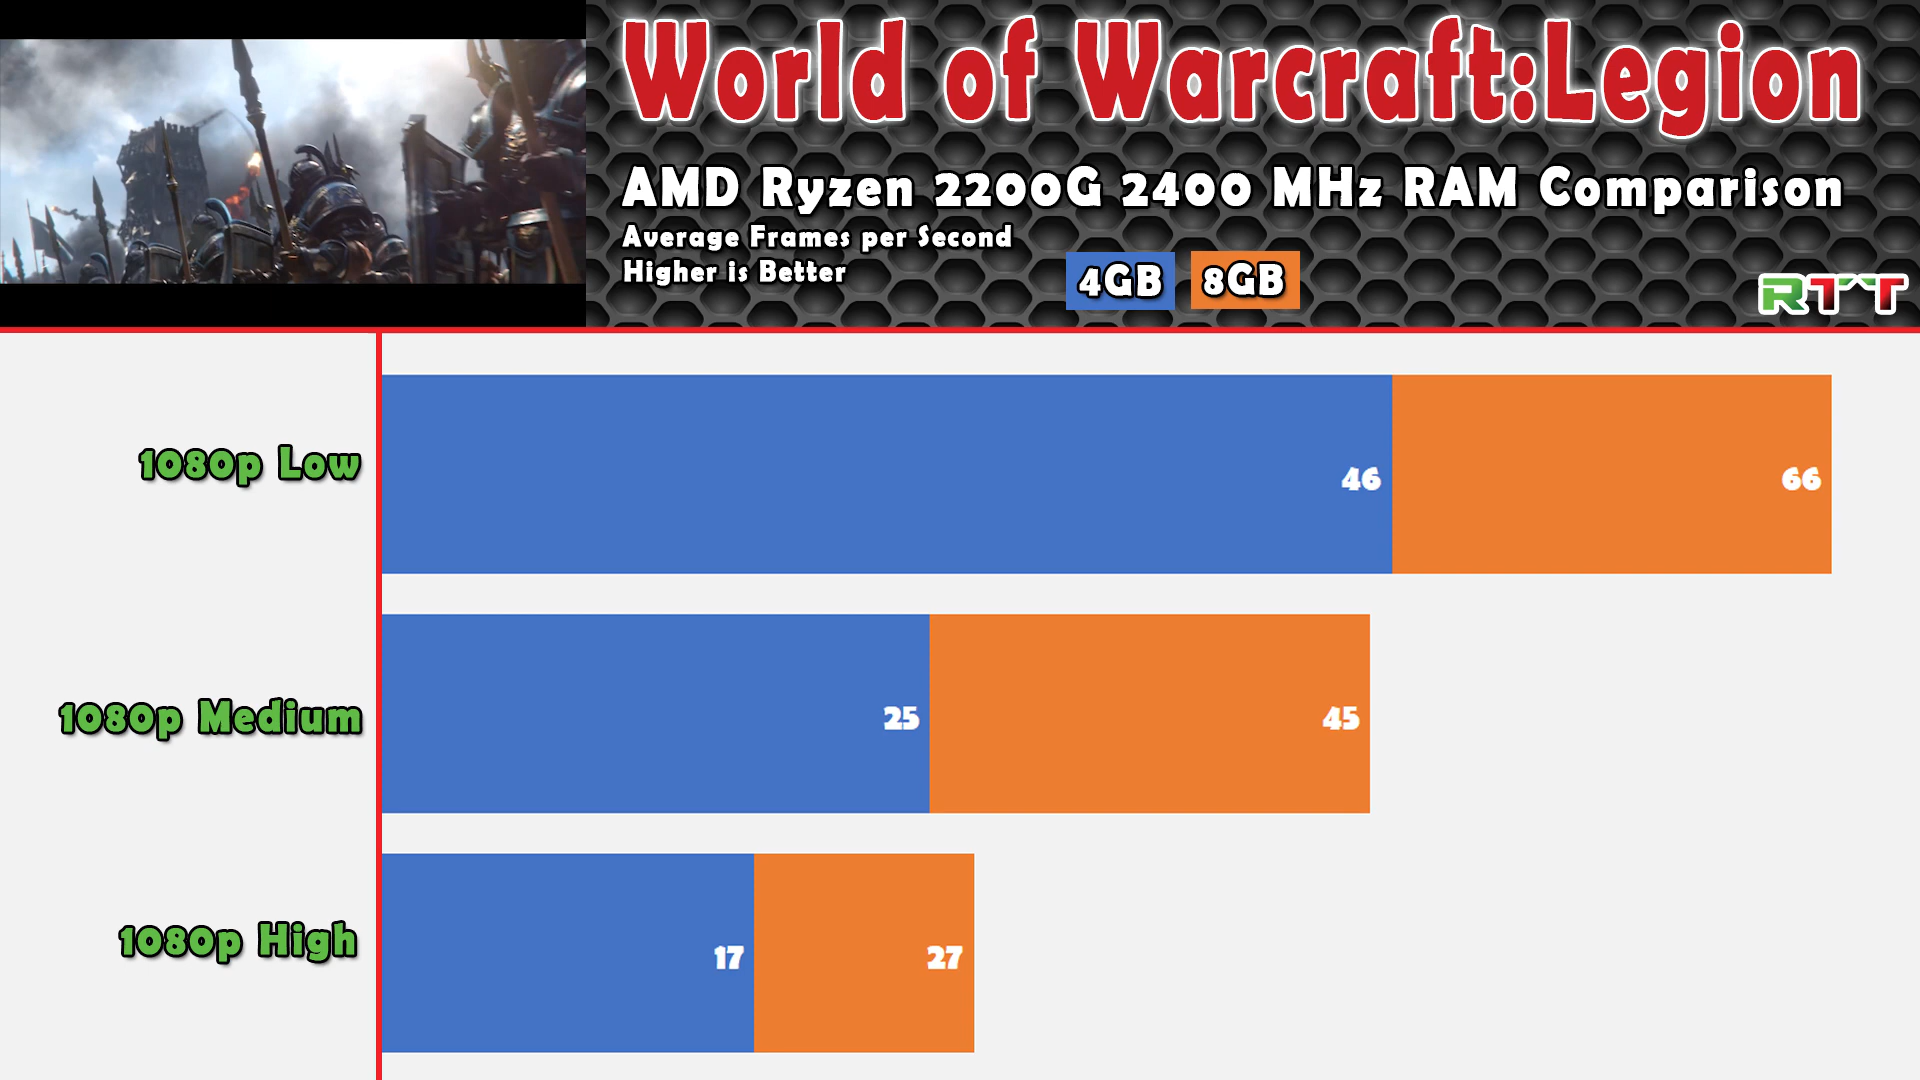 World of Warcraft:Legion
AMD Ryzen 2200G 2400 MHz RAM Comparison
Average Frames per Second
Higher is Better
4GB 8GB
RTT
1080p Low 46 66
1080p Medium 25 45
1080p High 17 27